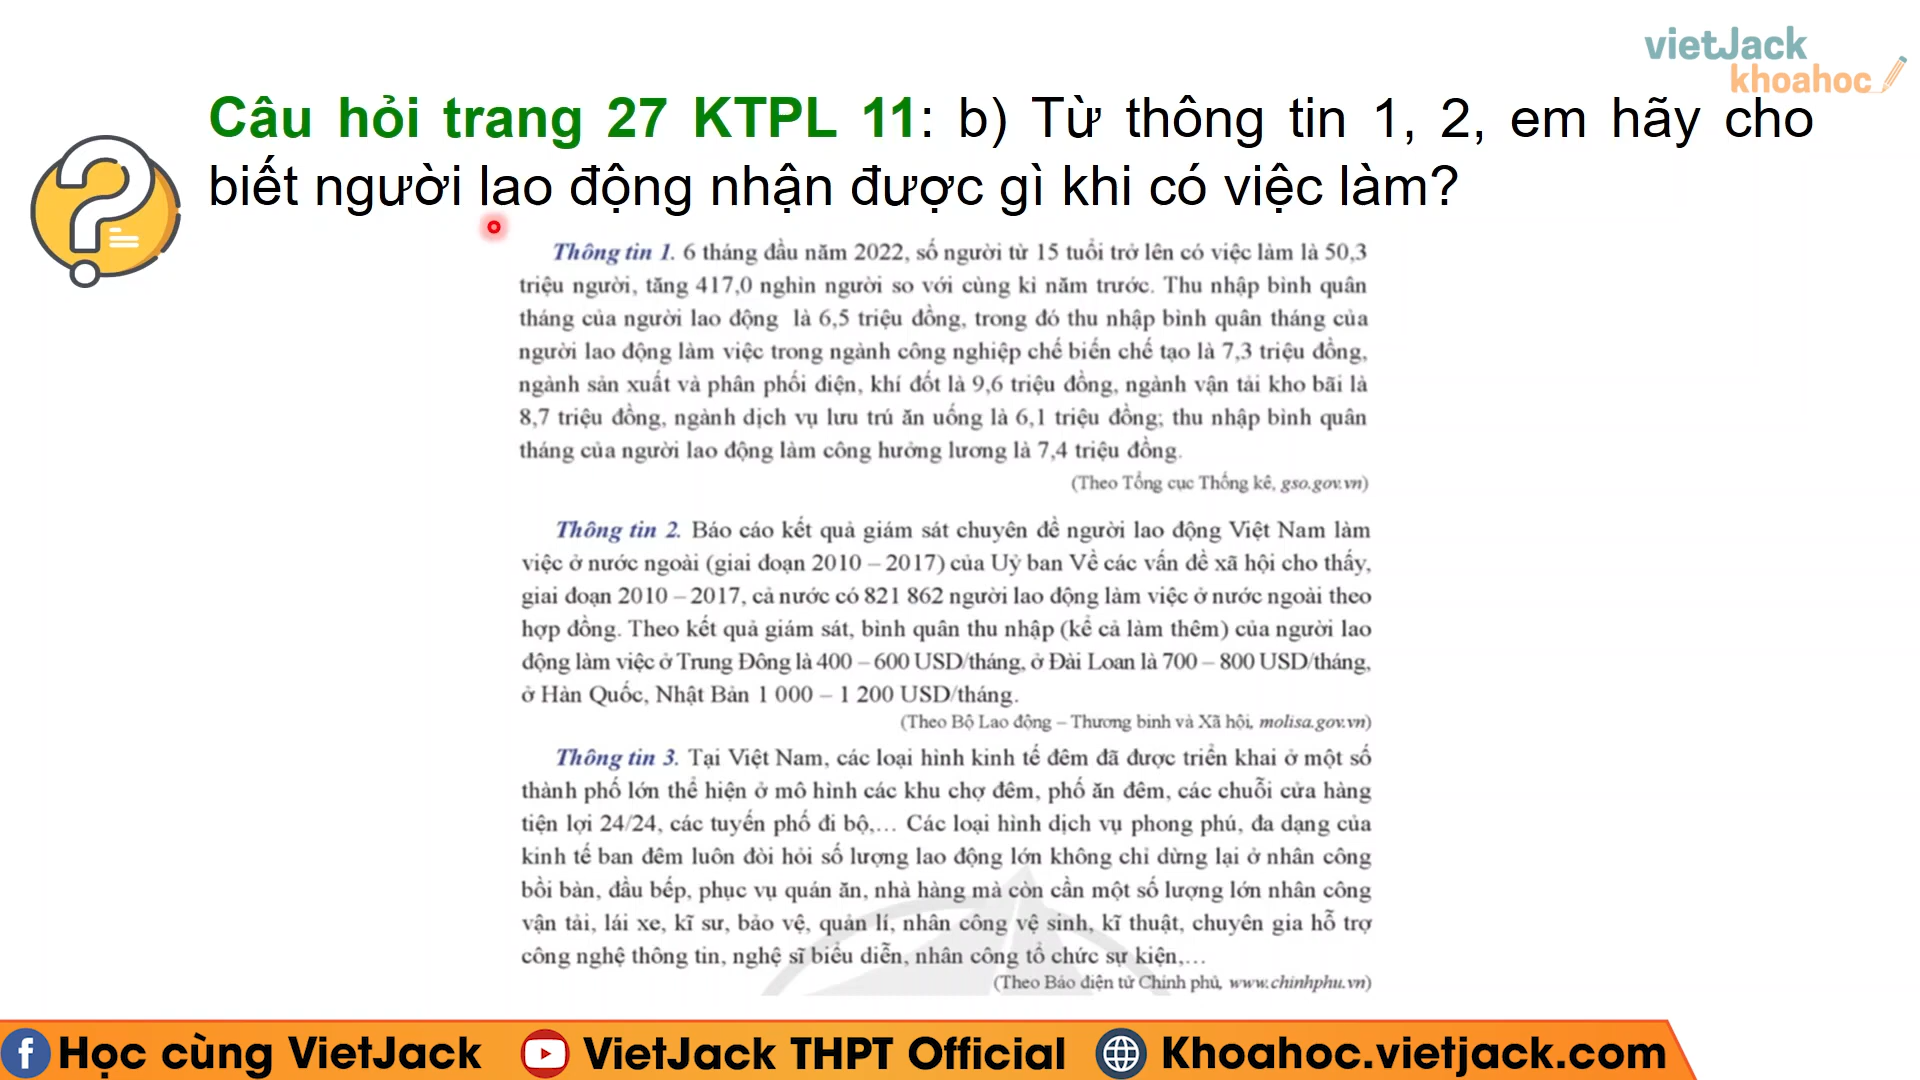 vietJack
khoahoc
Câu hỏi trang 27 KTPL 11: b) Từ thông tin 1, 2, em hãy cho
biết người lao động nhận được gì khi có việc làm?
Thông tin 1. 6 tháng đầu năm 2022, số người từ 15 tuổi trở lên có việc làm là 50,3
triệu người, tăng 417,0 nghìn người so với cùng kì năm trước. Thu nhập bình quân
tháng của người lao động là 6,5 triệu đồng, trong đó thu nhập bình quân tháng của
người lao động làm việc trong ngành công nghiệp chế biến chế tạo là 7,3 triệu đồng,
ngành sản xuất và phân phối điện, khí đốt là 9,6 triệu đồng, ngành vận tải kho bãi là
8,7 triệu đồng, ngành dịch vụ lưu trú ăn uống là 6,1 triệu đồng; thu nhập bình quân
tháng của người lao động làm công hưởng lương là 7,4 triệu đồng.
(Theo Tổng cục Thống kê, gso.gov.vn)
Thông tin 2. Báo cáo kết quả giám sát chuyên đề người lao động Việt Nam làm
việc ở nước ngoài (giai đoạn 2010 – 2017) của Uỷ ban Về các vấn đề xã hội cho thấy,
giai đoạn 2010 – 2017, cả nước có 821 862 người lao động làm việc ở nước ngoài theo
hợp đồng. Theo kết quả giám sát, bình quân thu nhập (kể cả làm thêm) của người lao
động làm việc ở Trung Đông là 400 – 600 USD/tháng, ở Đài Loan là 700 – 800 USD/tháng,
ở Hàn Quốc, Nhật Bản 1 000 – 1 200 USD/tháng.
(Theo Bộ Lao động – Thương binh và Xã hội, molisa.gov.vn)
Thông tin 3. Tại Việt Nam, các loại hình kinh tế đêm đã được triển khai ở một số
thành phố lớn thể hiện ở mô hình các khu chợ đêm, phố ăn đêm, các chuỗi cửa hàng
tiện lợi 24/24, các tuyến phố đi bộ,... Các loại hình dịch vụ phong phú, đa dạng của
kinh tế ban đêm luôn đòi hỏi số lượng lao động lớn không chỉ dừng lại ở nhân công
bồi bàn, đầu bếp, phục vụ quán ăn, nhà hàng mà còn cần một số lượng lớn nhân công
vận tải, lái xe, kĩ sư, bảo vệ, quản lí, nhân công vệ sinh, kĩ thuật, chuyên gia hỗ trợ
công nghệ thông tin, nghệ sĩ biểu diễn, nhân công tổ chức sự kiện,...
(Theo Báo điện tử Chính phủ, www.chinhphu.vn)
Học cùng VietJack VietJack THPT Official Khoahoc.vietjack.com